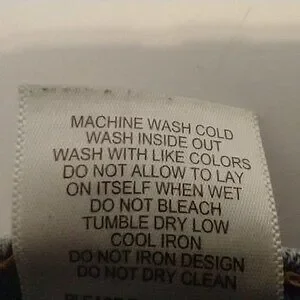 MACHINE WASH COLD
WASH INSIDE OUT
WASH WITH LIKE COLORS
DO NOT ALLOW TO LAY
ON ITSELF WHEN WET
DO NOT BLEACH
TUMBLE DRY LOW
COOL IRON
DO NOT IRON DESIGN
DO NOT DRY CLEAN